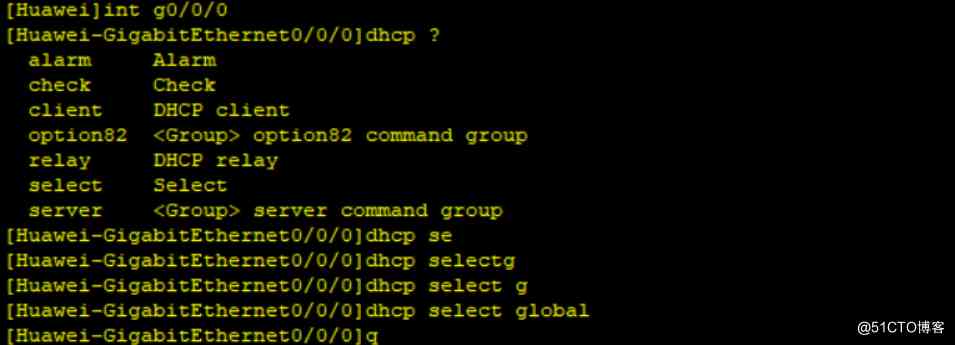 [Huawei]int g0/0/0
[Huawei-GigabitEthernet0/0/0]dhcp ?
  alarm     Alarm
  check     Check
  client    DHCP client
  option82  <Group> option82 command group
  relay     DHCP relay
  select    Select
  server    <Group> server command group
[Huawei-GigabitEthernet0/0/0]dhcp se
[Huawei-GigabitEthernet0/0/0]dhcp selectg
[Huawei-GigabitEthernet0/0/0]dhcp select g
[Huawei-GigabitEthernet0/0/0]dhcp select global
[Huawei-GigabitEthernet0/0/0]q
@51CTO博客